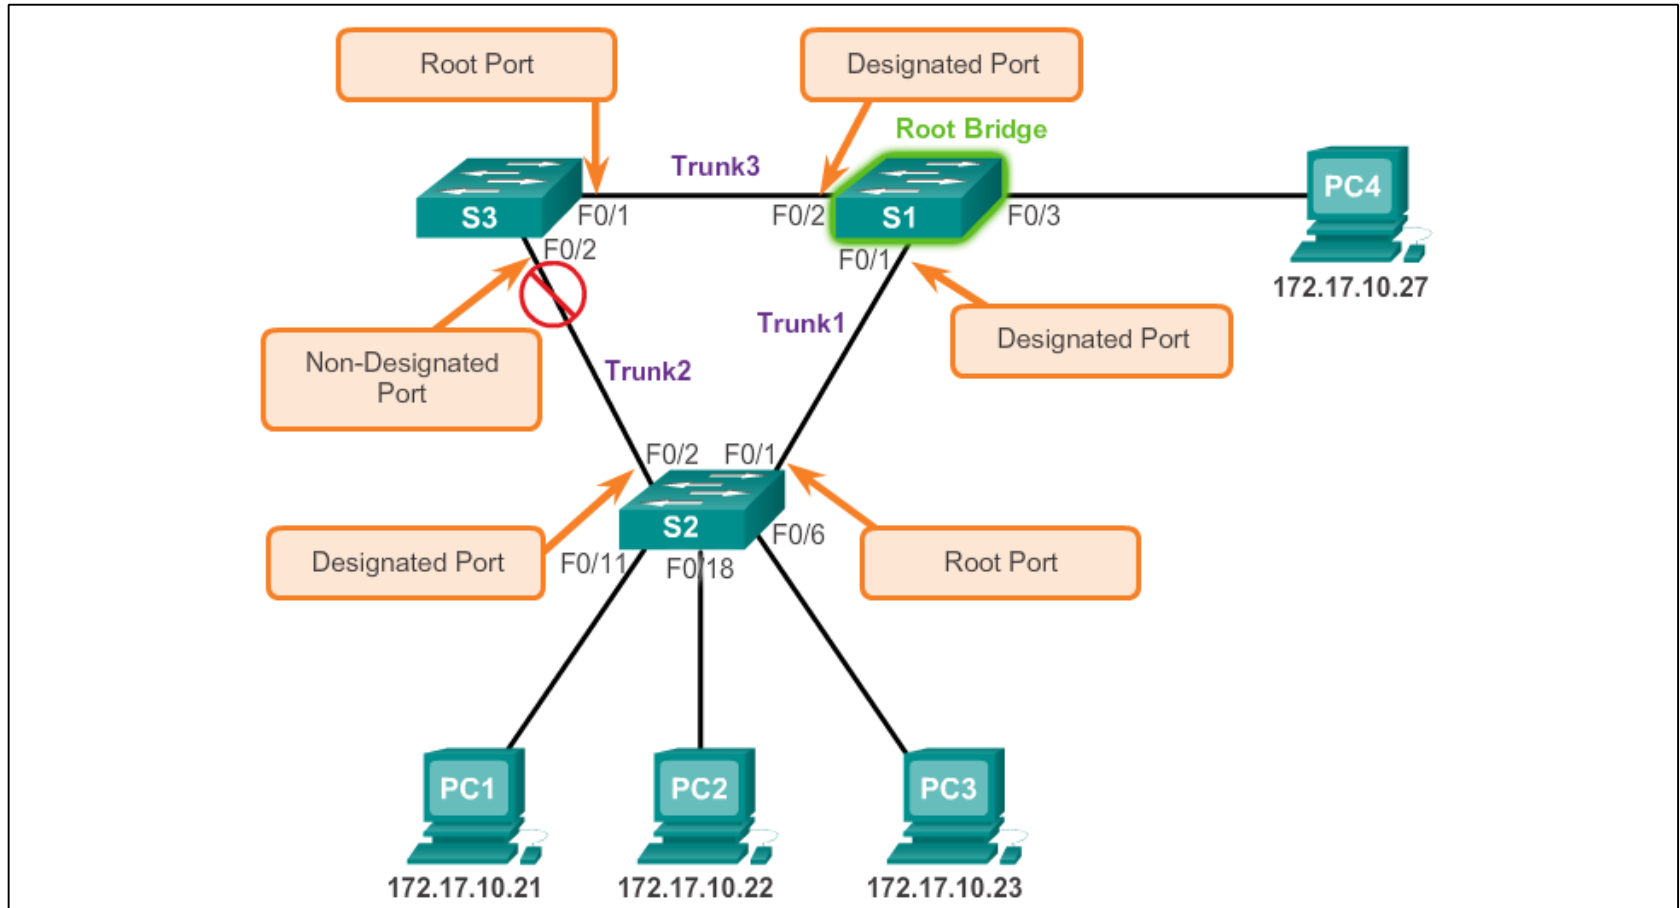 Root Port
Designated Port
Root Bridge
Trunk3
S3
F0/1
F0/2
S1
F0/3
PC4
F0/2
F0/1
172.17.10.27
Trunk1
Designated Port
Non-Designated
Port
Trunk2
F0/2
F0/1
S2
F0/6
Designated Port
F0/11
F0/18
Root Port
PC1
PC2
PC3
172.17.10.21
172.17.10.22
172.17.10.23